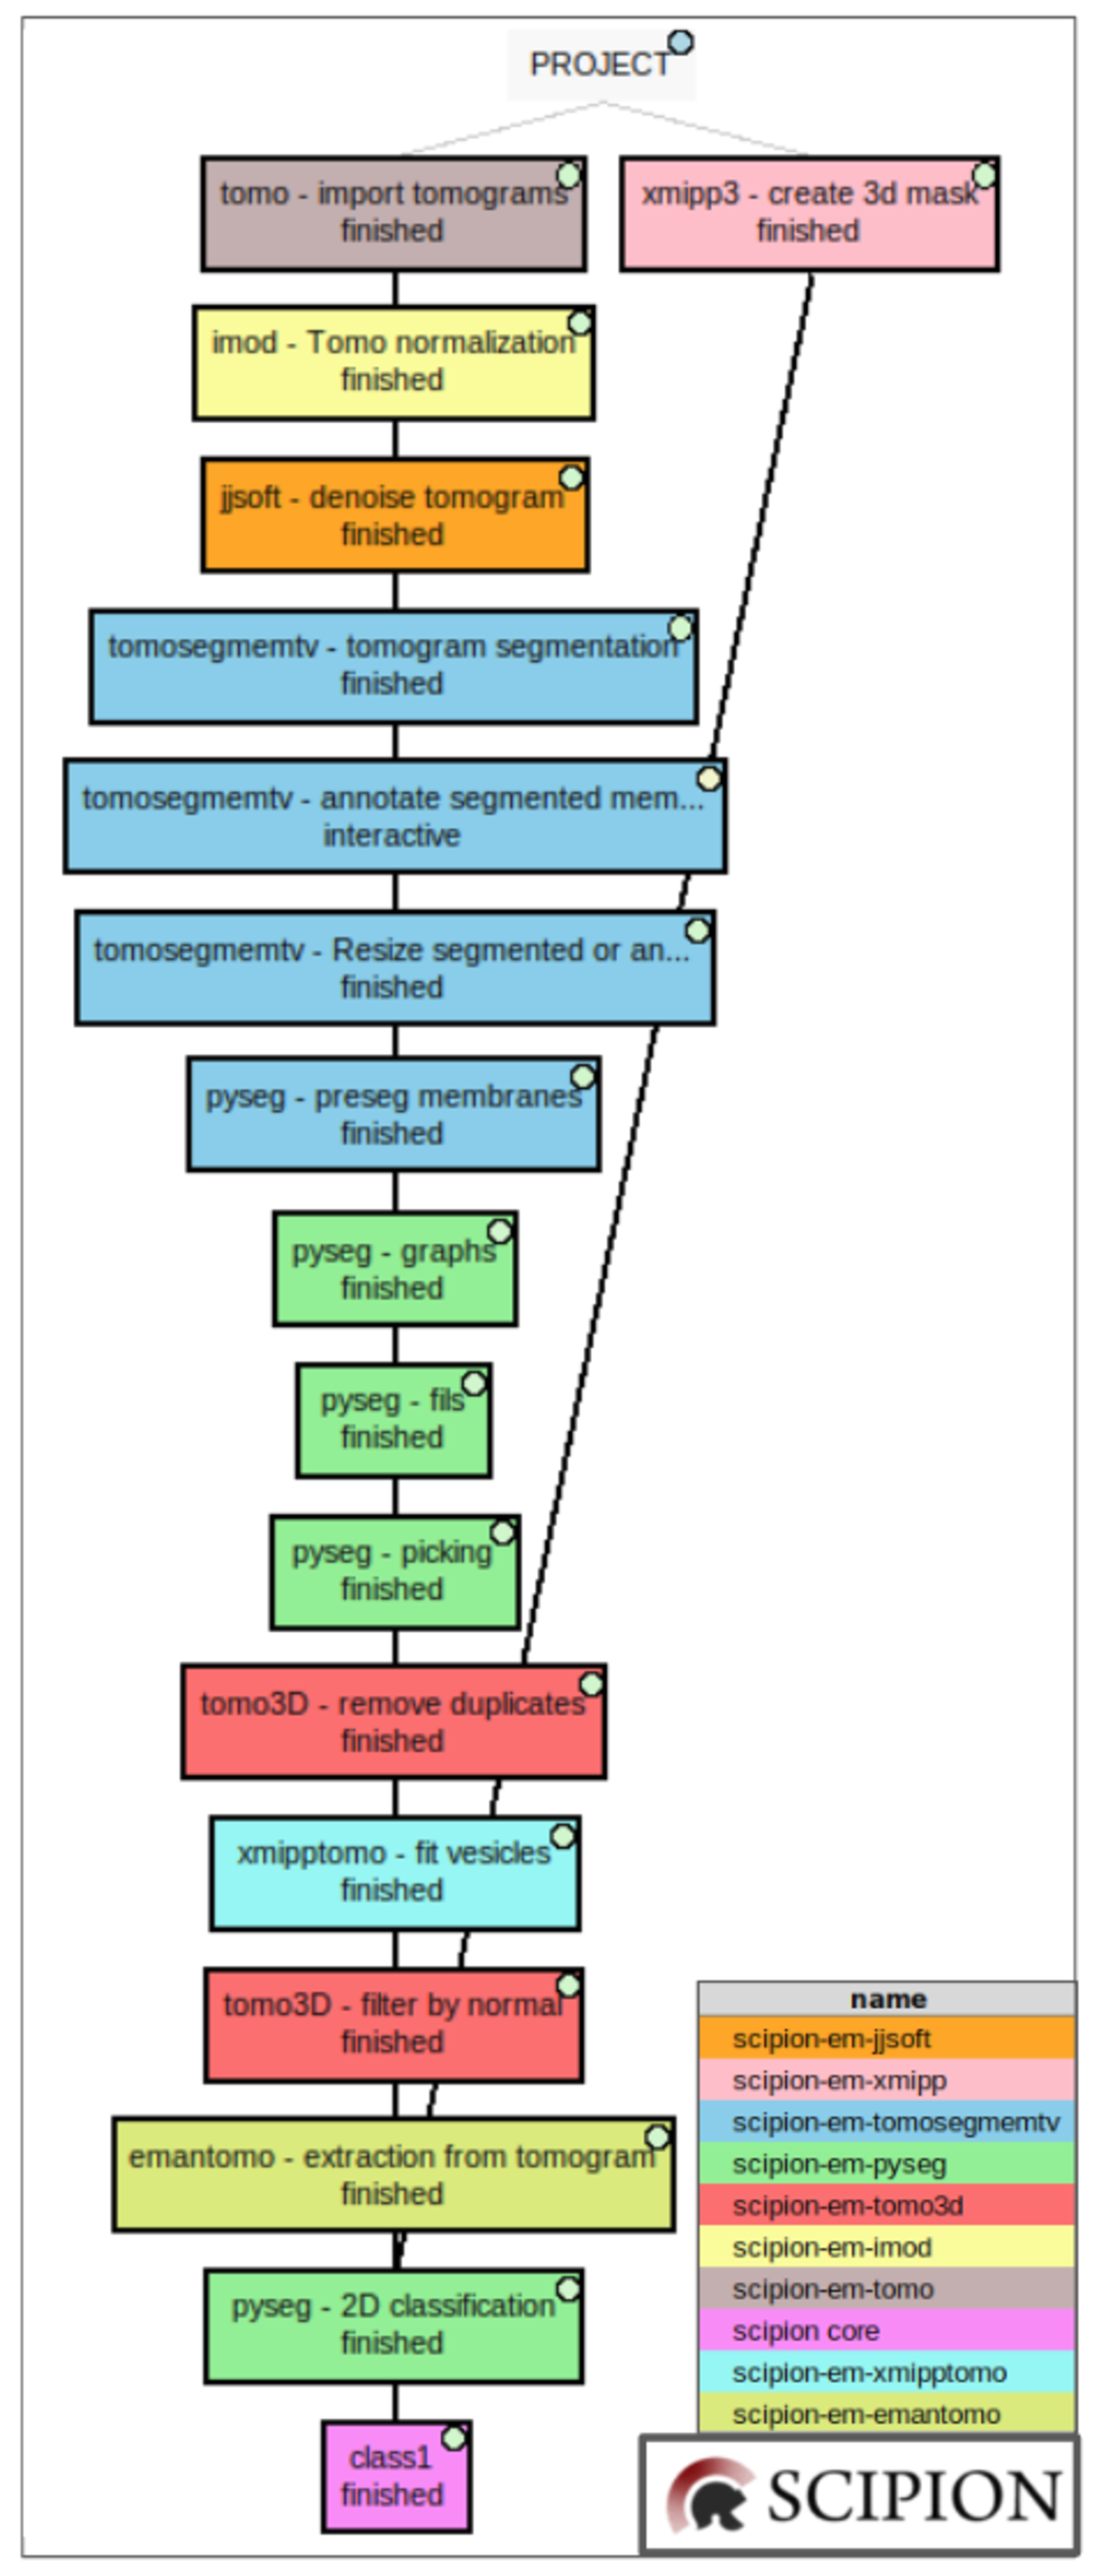 PROJECT
tomo - import tomograms
finished
xmipp3 - create 3d mask
finished
imod - Tomo normalization
finished
jjsoft - denoise tomogram
finished
tomosegmemtv - tomogram segmentation
finished
tomosegmemtv - annotate segmented mem...
interactive
tomosegmemtv - Resize segmented or an...
finished
pyseg - preseg membranes
finished
pyseg - graphs
finished
pyseg - fils
finished
pyseg - picking
finished
tomo3D - remove duplicates
finished
xmipptomo - fit vesicles
finished
tomo3D - filter by normal
finished
emantomo - extraction from tomogram
finished
pyseg - 2D classification
finished
class1
finished
name
scipion-em-jjsoft
scipion-em-xmipp
scipion-em-tomosegmemtv
scipion-em-pyseg
scipion-em-tomo3d
scipion-em-imod
scipion-em-tomo
scipion core
scipion-em-xmipptomo
scipion-em-emantomo
SCIPION